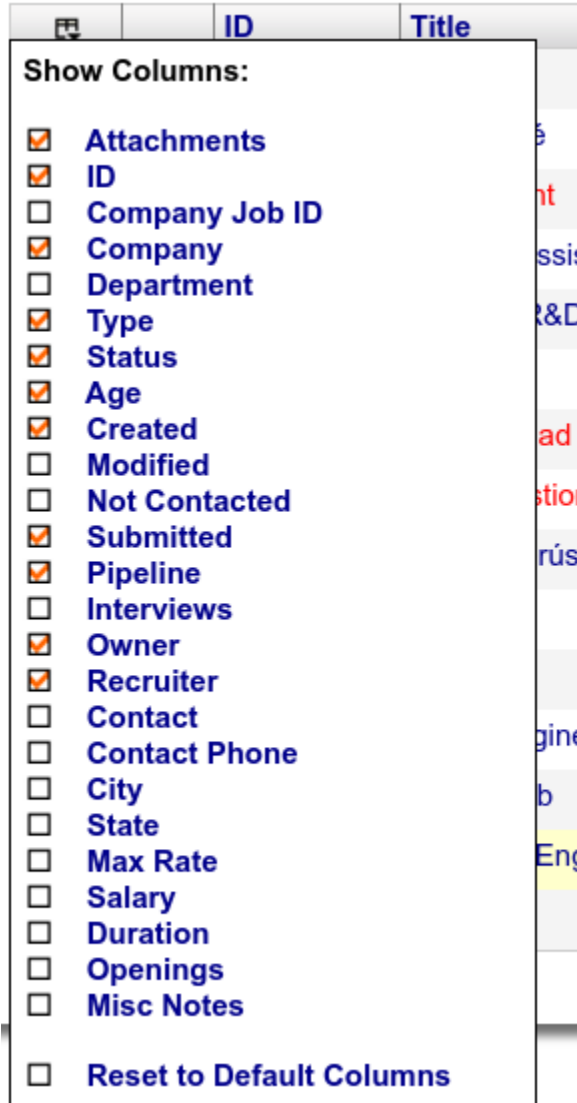 ID Title
Show Columns:
Attachments
é
ID
nt
Company Job ID
Company
Department
Type
Status
Age
Created
ad
Modified
Not Contacted
Submitted
Pipeline
Interviews
Owner
Recruiter
Contact
Contact Phone
City
b
State
Max Rate
Salary
Duration
Openings
Misc Notes
Reset to Default Columns